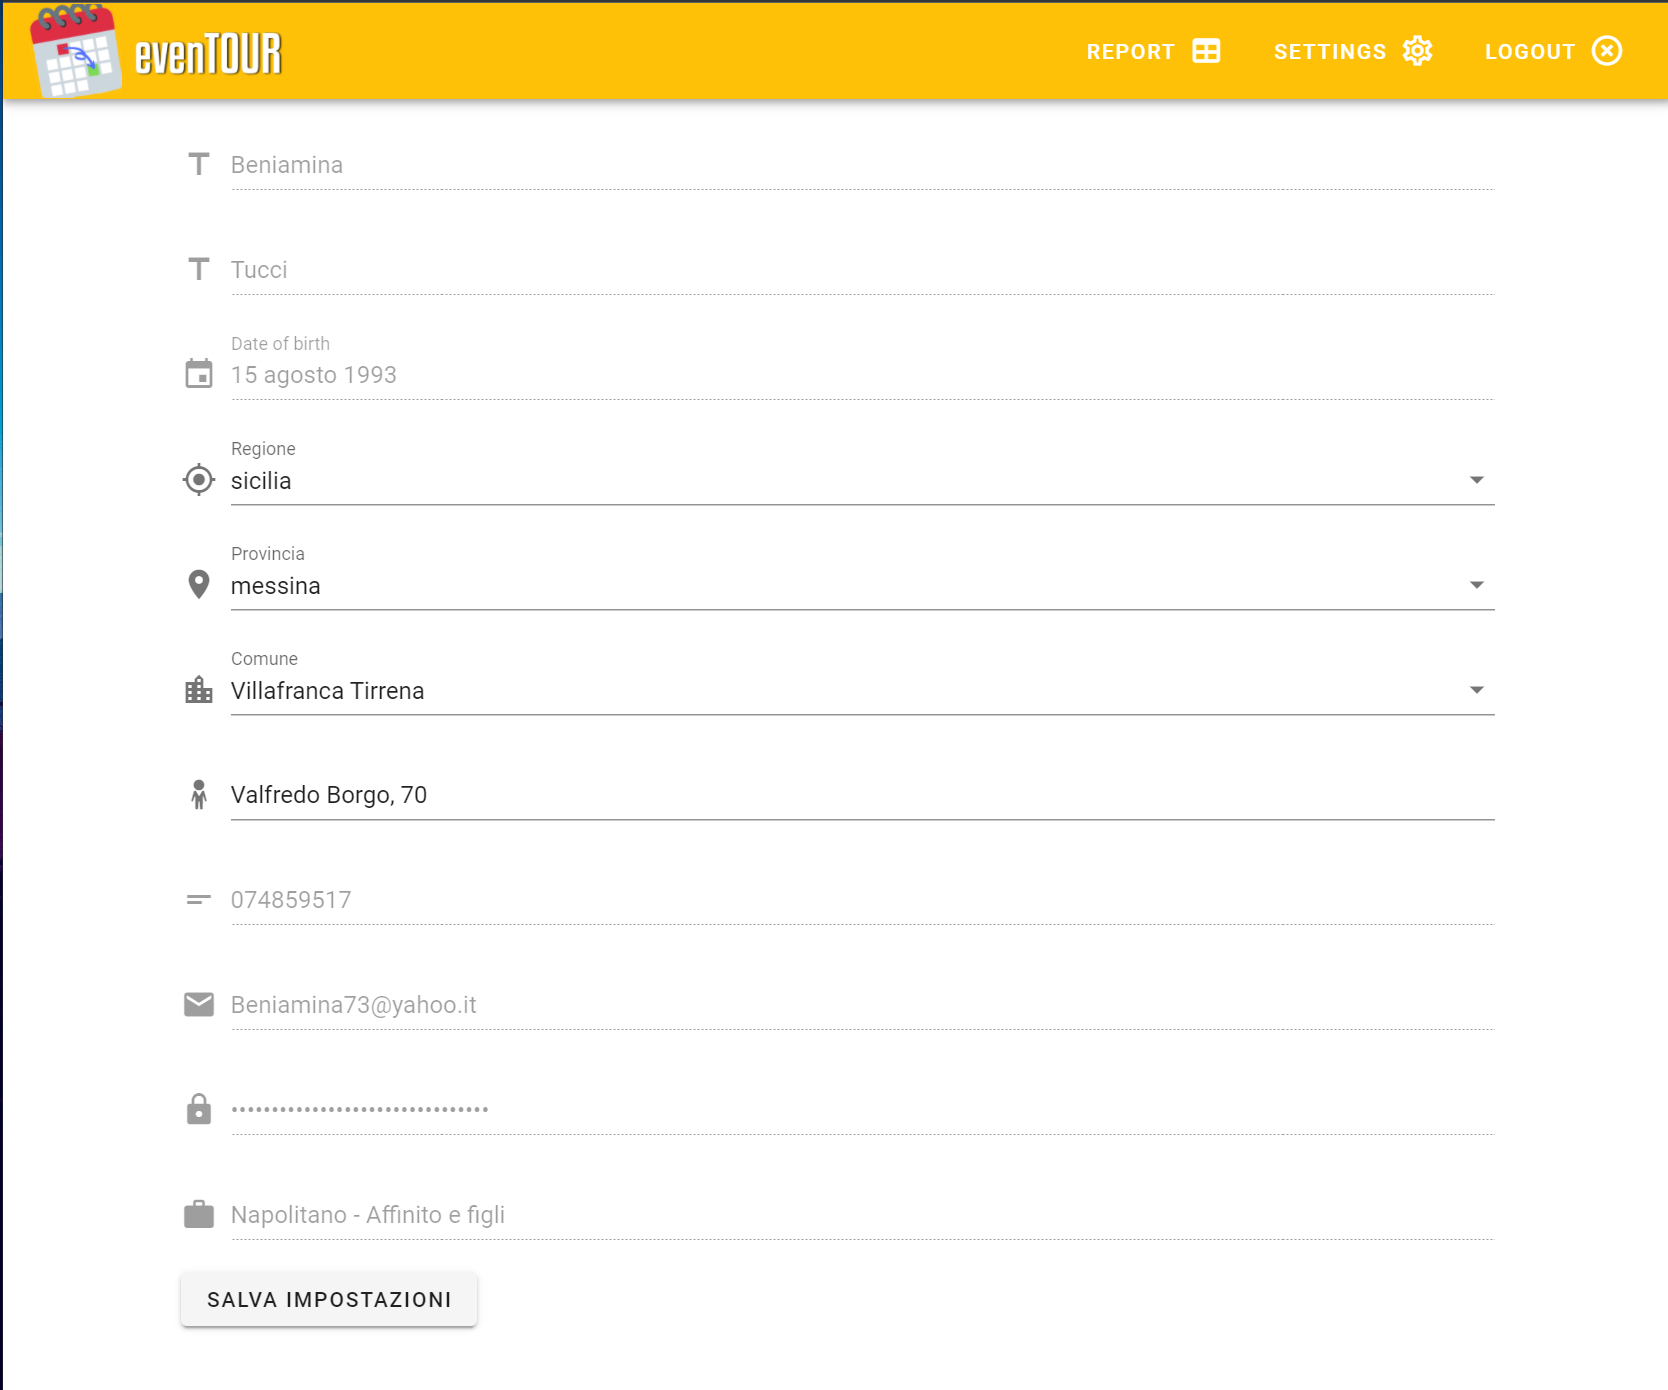 evenTOUR
REPORT
SETTINGS
LOGOUT
Beniamina
Tucci
Date of birth
15 agosto 1993
Regione
sicilia
Provincia
messina
Comune
Villafranca Tirrena
Valfredo Borgo, 70
074859517
Beniamina73@yahoo.it
•••••••••••••••••••••••••••••••
Napolitano - Affinito e figli
SALVA IMPOSTAZIONI